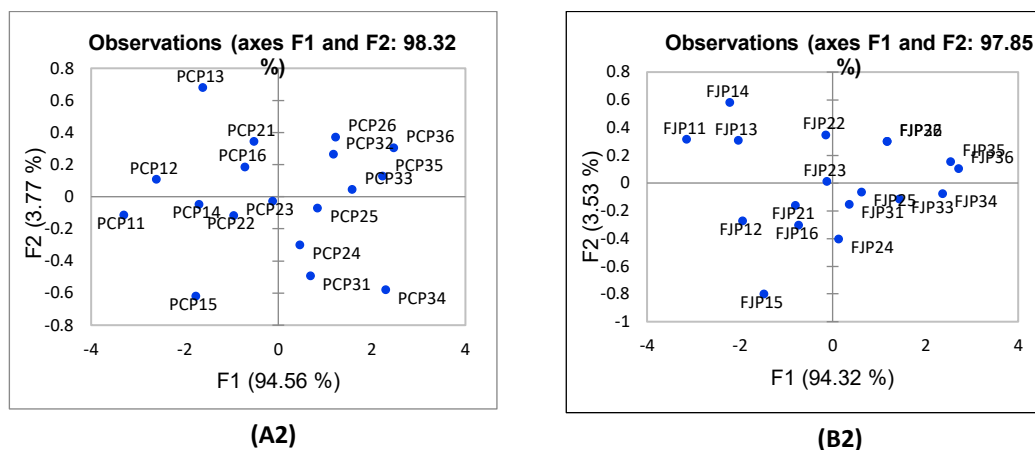 Observations (axes F1 and F2: 98.32
%)
0.8
0.6
0.4
0.2
0
-0.2
-0.4
-0.6
-0.8
F2 (3.77 %)
PCP13
PCP21
PCP26
PCP36
PCP16
PCP32
PCP35
PCP12
PCP33
PCP11
PCP14
PCP22
PCP23
PCP25
PCP24
PCP31
PCP34
PCP15
-4
-2
0
2
4
F1 (94.56 %)
(A2)
Observations (axes F1 and F2: 97.85
%)
0.8
0.6
0.4
0.2
0
-0.2
-0.4
-0.6
-0.8
-1
F2 (3.53 %)
FJP14
FJP11
FJP13
FJP22
FJP35
FJP36
FJP23
FJP25
FJP34
FJP21
FJP31
FJP33
FJP12
FJP16
FJP24
FJP15
-4
-2
0
2
4
F1 (94.32 %)
(B2)